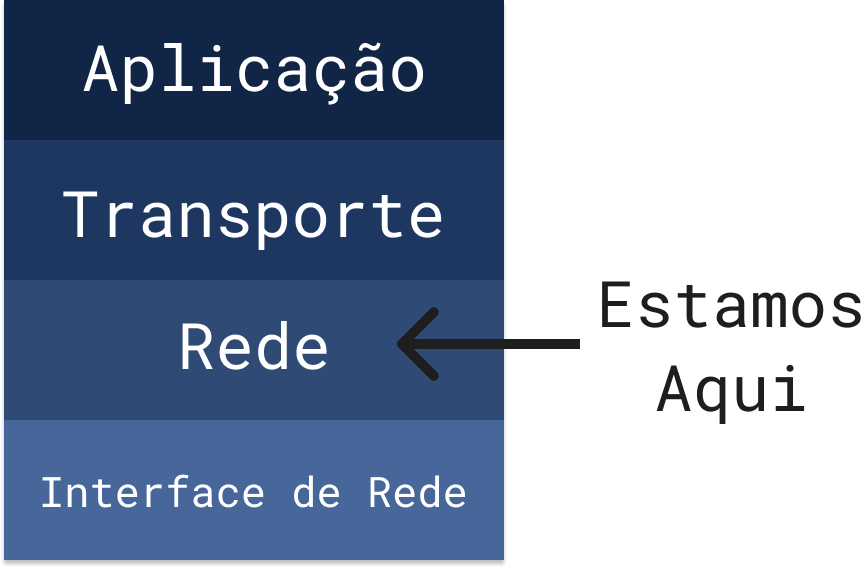 Aplicação
Transporte
Rede
Estamos
Aqui
Interface de Rede